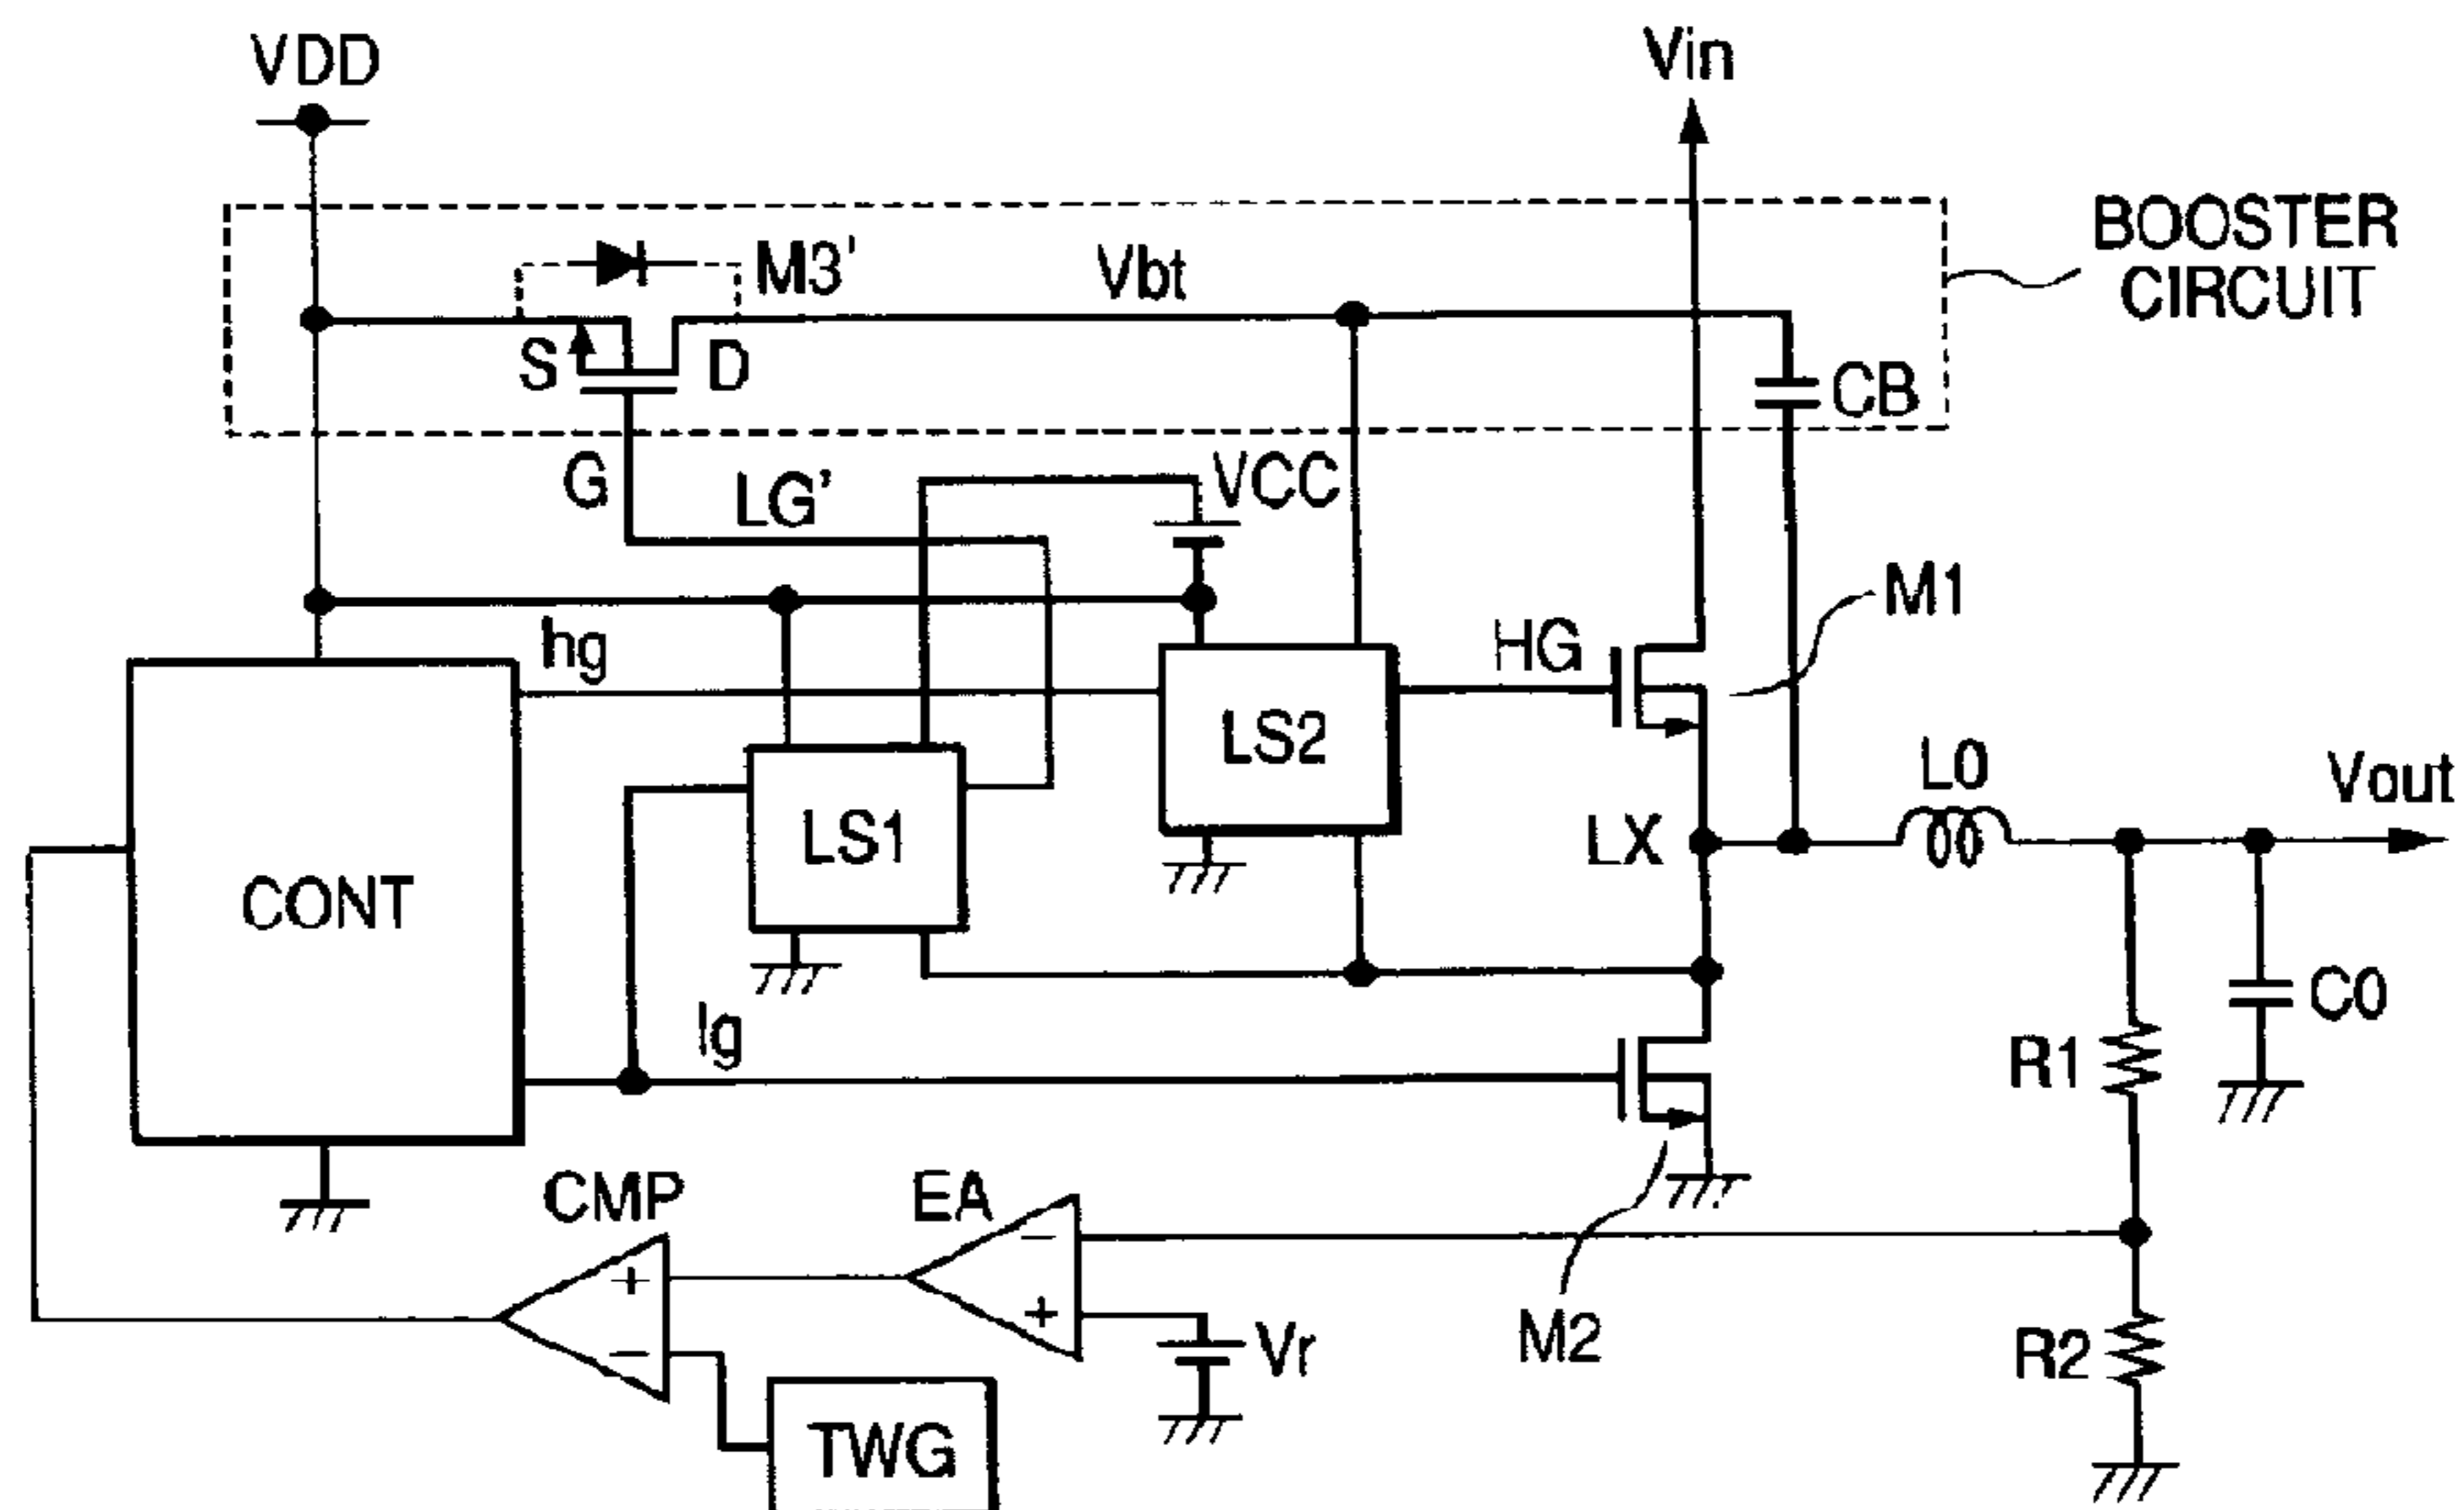 VDD
Vin
BOOSTER
CIRCUIT
M3'
Vbt
S
D
CB
G
LG'
VCC
hg
HG
M1
LS2
LS1
LX
L0
Vout
CONT
C0
lg
R1
CMP
EA
−
+
+
−
Vr
M2
R2
TWG